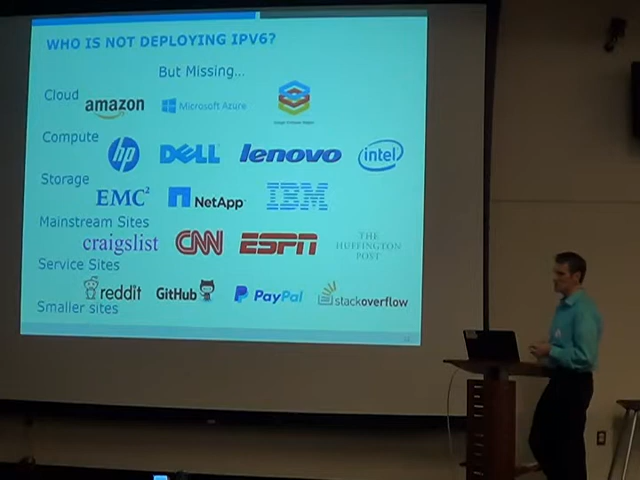 WHO IS NOT DEPLOYING IPV6?
But Missing...
Cloud
amazon Microsoft Azure
Compute
hp DELL lenovo intel
Storage
EMC² NetApp IBM
Mainstream Sites
craigslist CNN ESPN THE HUFFINGTON POST
Service Sites
reddit GitHub PayPal stackoverflow
Smaller sites